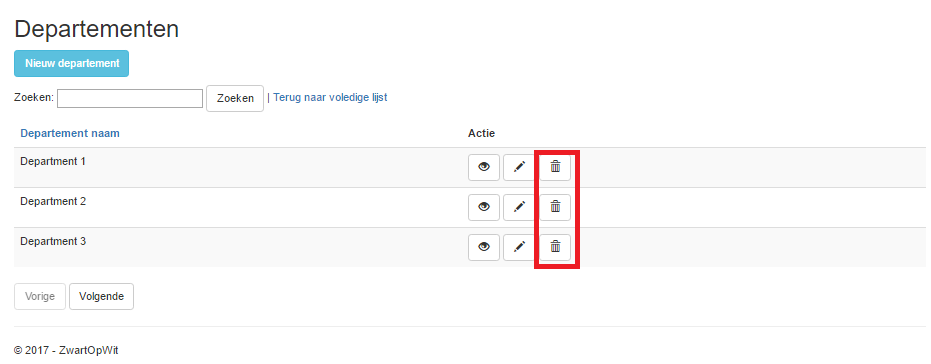 Departementen
Nieuw departement
Zoeken: Zoeken | Terug naar voledige lijst
Departement naam Actie
Department 1
Department 2
Department 3
Vorige Volgende
© 2017 - ZwartOpWit